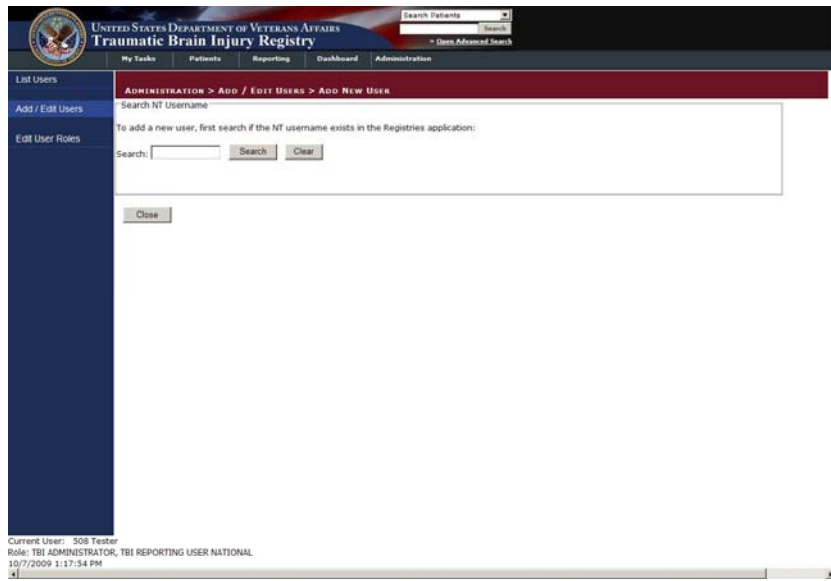 UNITED STATES DEPARTMENT OF VETERANS AFFAIRS
Traumatic Brain Injury Registry
Search Patients
Search
» Open Advanced Search
My Tasks Patients Reporting Dashboard Administration
List Users
Add / Edit Users
Edit User Roles
ADMINISTRATION > ADD / EDIT USERS > ADD NEW USER
Search NT Username
To add a new user, first search if the NT username exists in the Registries application:
Search: Search Clear
Close
Current User: 508 Tester
Role: TBI ADMINISTRATOR, TBI REPORTING USER NATIONAL
10/7/2009 1:17:54 PM